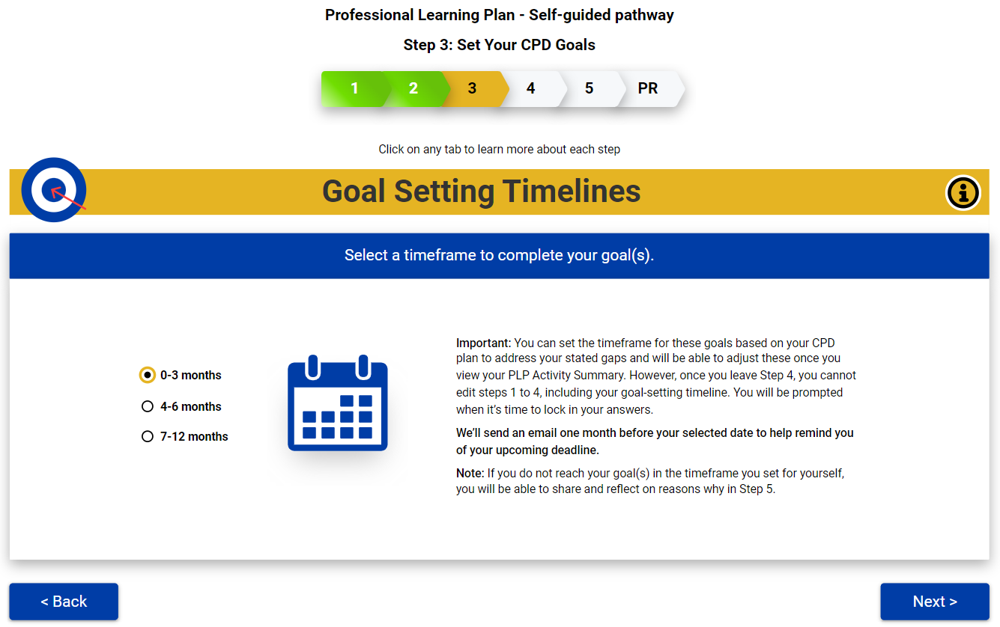 Professional Learning Plan - Self-guided pathway
Step 3: Set Your CPD Goals
1 2 3 4 5 PR
Click on any tab to learn more about each step
Goal Setting Timelines
Select a timeframe to complete your goal(s).
0-3 months
4-6 months
7-12 months
Important: You can set the timeframe for these goals based on your CPD
plan to address your stated gaps and will be able to adjust these once you
view your PLP Activity Summary. However, once you leave Step 4, you cannot
edit steps 1 to 4, including your goal-setting timeline. You will be prompted
when it’s time to lock in your answers.
We’ll send an email one month before your selected date to help remind you
of your upcoming deadline.
Note: If you do not reach your goal(s) in the timeframe you set for yourself,
you will be able to share and reflect on reasons why in Step 5.
< Back
Next >